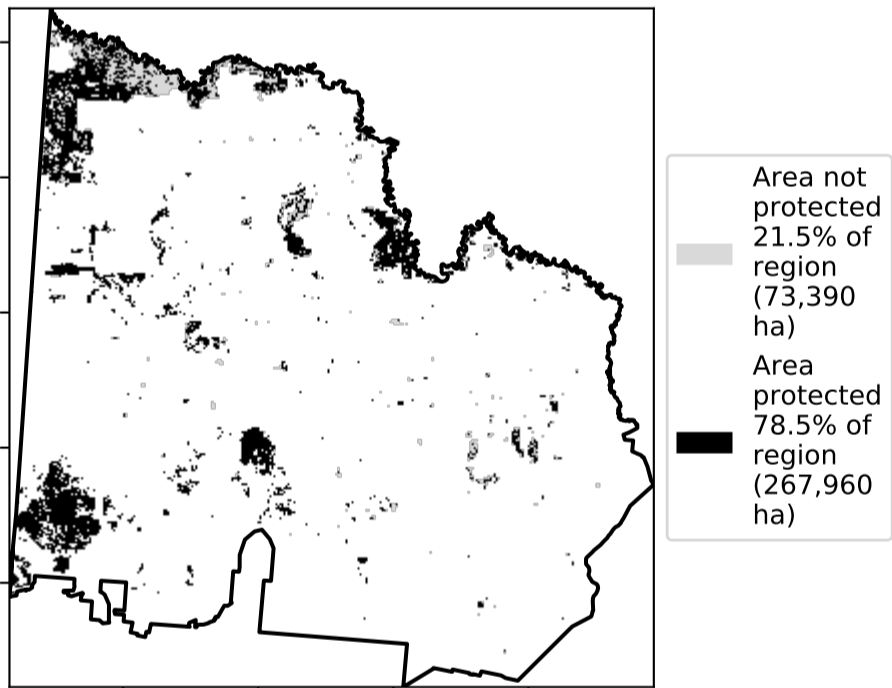 Area not
protected
21.5% of
region
(73,390
ha)
Area
protected
78.5% of
region
(267,960
ha)